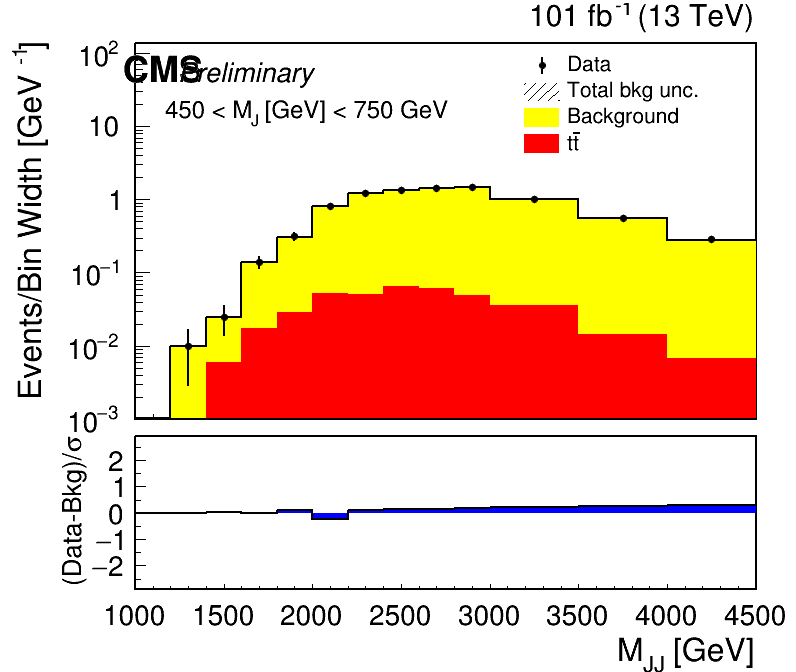 101 fb⁻¹ (13 TeV)
CMS Preliminary
450 < M_J [GeV] < 750 GeV
Data
Total bkg unc.
Background
tt̄
Events/Bin Width [GeV⁻¹]
10²
10
1
10⁻¹
10⁻²
10⁻³
(Data-Bkg)/σ
2
1
0
−1
−2
1000 1500 2000 2500 3000 3500 4000 4500
M_JJ [GeV]